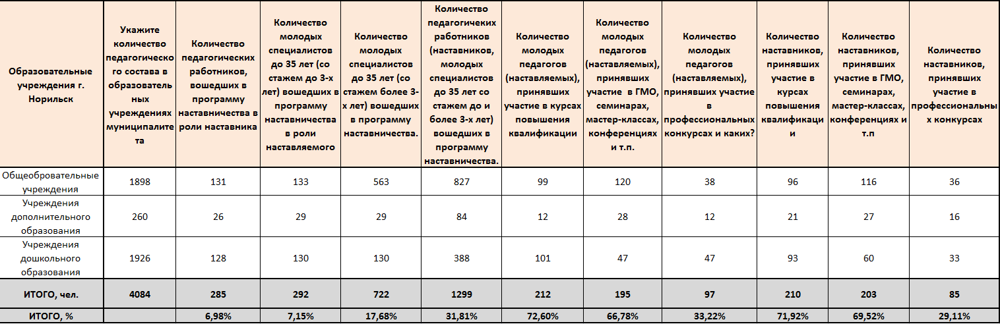 Образовательные
учреждения г.
Норильск
Укажите
количество
педагогическо
го состава в
образователь
ных
учреждениях
муниципалите
та
Количество
педагогических
работников,
вошедших в
программу
наставничества в
роли наставника
Количество
молодых
специалистов
до 35 лет (со
стажем до 3-х
лет) вошедших в
программу
наставничества
в роли
наставляемого
Количество
молодых
специалистов
до 35 лет (со
стажем более 3-
х лет) вошедших
в программу
наставничества.
Количество
педагогичеких
работников
(наставников,
молодых
специалистов
до 35 лет со
стажем до и
более 3-х лет)
вошедших в
программу
наставничества.
Количество
молодых
педагогов
(наставляемых),
принявших
участие в курсах
повышения
квалификации
Количество
молодых
педагогов
(наставляемых),
принявших
участие в ГМО,
семинарах,
мастер-классах,
конференциях
и т.п.
Количество
молодых
педагогов
(наставляемых),
принявших участие
в
профессиональных
конкурсах и каких?
Количество
наставников,
принявших
участие в
курсах
повышения
квалификаци
и
Количество
наставников,
принявших
участие в ГМО,
семинарах,
мастер-классах,
конференциях и
т.п
Количество
наставников,
принявших
участие в
профессиональны
х конкурсах
Общеобровательные
учреждения
1898 131 133 563 827 99 120 38 96 116 36
Учреждения
дополнительного
образования
260 26 29 29 84 12 28 12 21 27 16
Учреждения
дошкольного
образования
1926 128 130 130 388 101 47 47 93 60 33
ИТОГО, чел. 4084 285 292 722 1299 212 195 97 210 203 85
ИТОГО, % 6,98% 7,15% 17,68% 31,81% 72,60% 66,78% 33,22% 71,92% 69,52% 29,11%